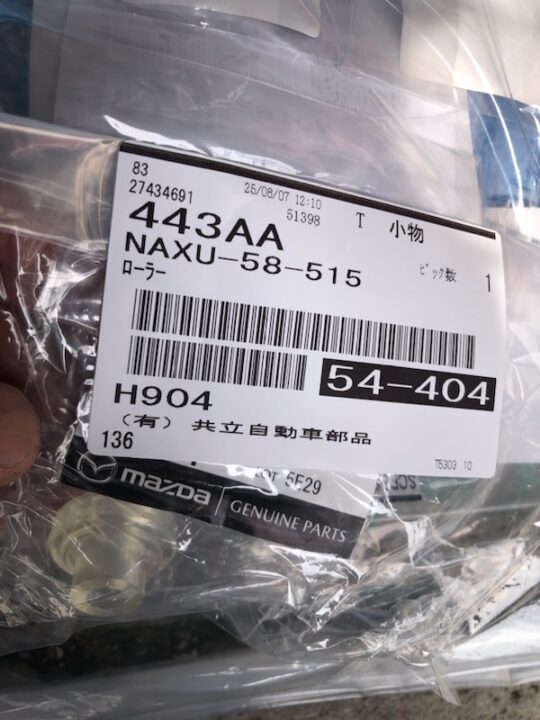 83
27434691 25/08/07 12:10
51398 T 小物
443AA
NAXU-58-515 ピック数 1
ローラー
54-404
H904
(有) 共立自動車部品
136 T5303 10
LOT 5E29
mazda GENUINE PARTS